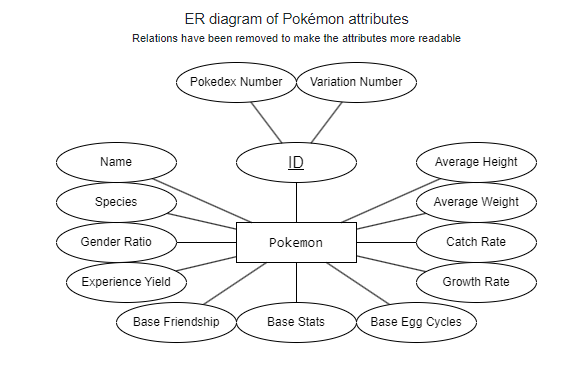 ER diagram of Pokémon attributes
Relations have been removed to make the attributes more readable
Pokedex Number
Variation Number
ID
Name
Average Height
Species
Average Weight
Gender Ratio
Pokemon
Catch Rate
Experience Yield
Growth Rate
Base Friendship
Base Stats
Base Egg Cycles